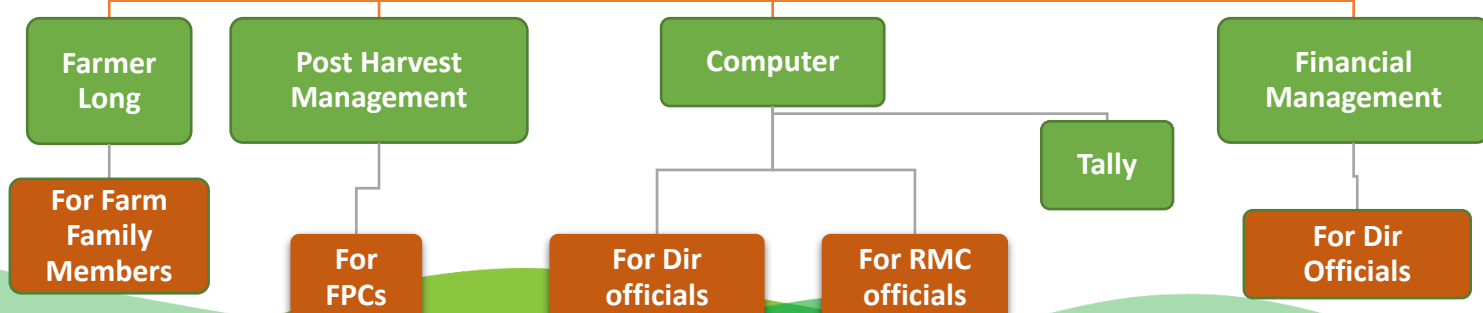 Farmer
Long
Post Harvest
Management
Computer
Financial
Management
Tally
For Farm
Family
Members
For
FPCs
For Dir
officials
For RMC
officials
For Dir
Officials